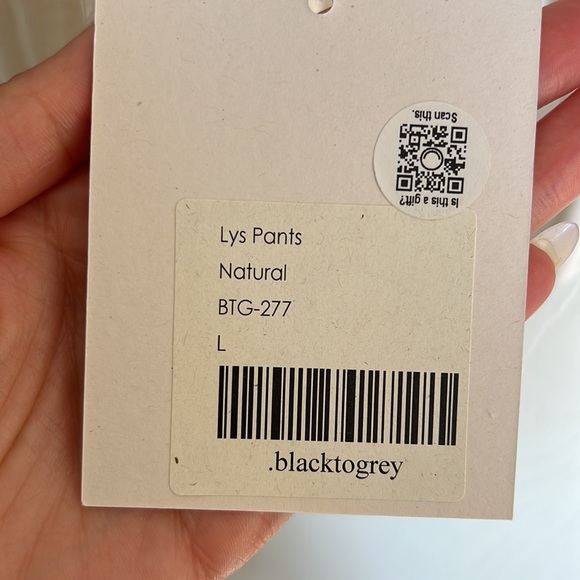 Scan this.
Is this a gift?
Lys Pants
Natural
BTG-277
L
.blacktogrey